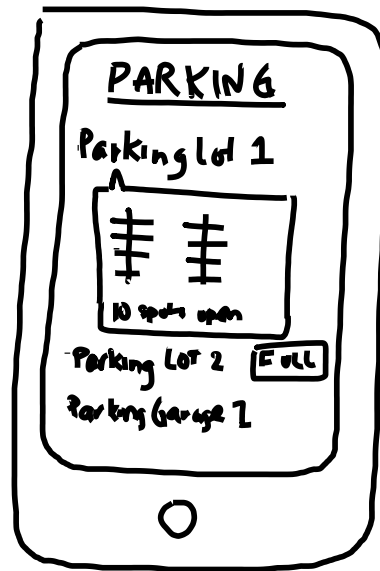 PARKING
Parking Lot 1
10 spots open
Parking LOT 2 FULL
Parking Garage 1